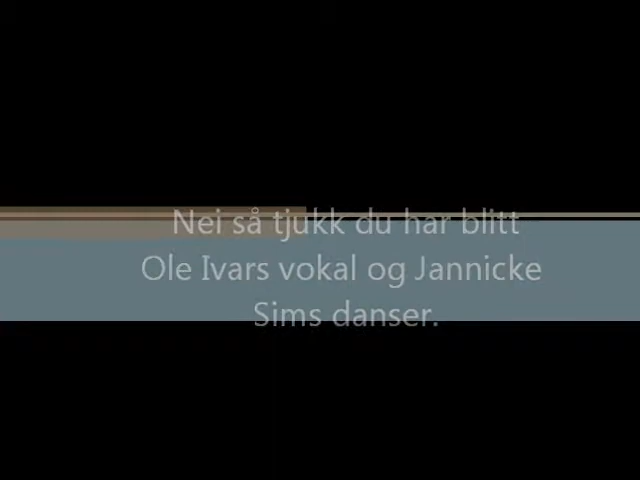 Nei så tjukk du har blitt
Ole Ivars vokal og Jannicke
Sims danser.